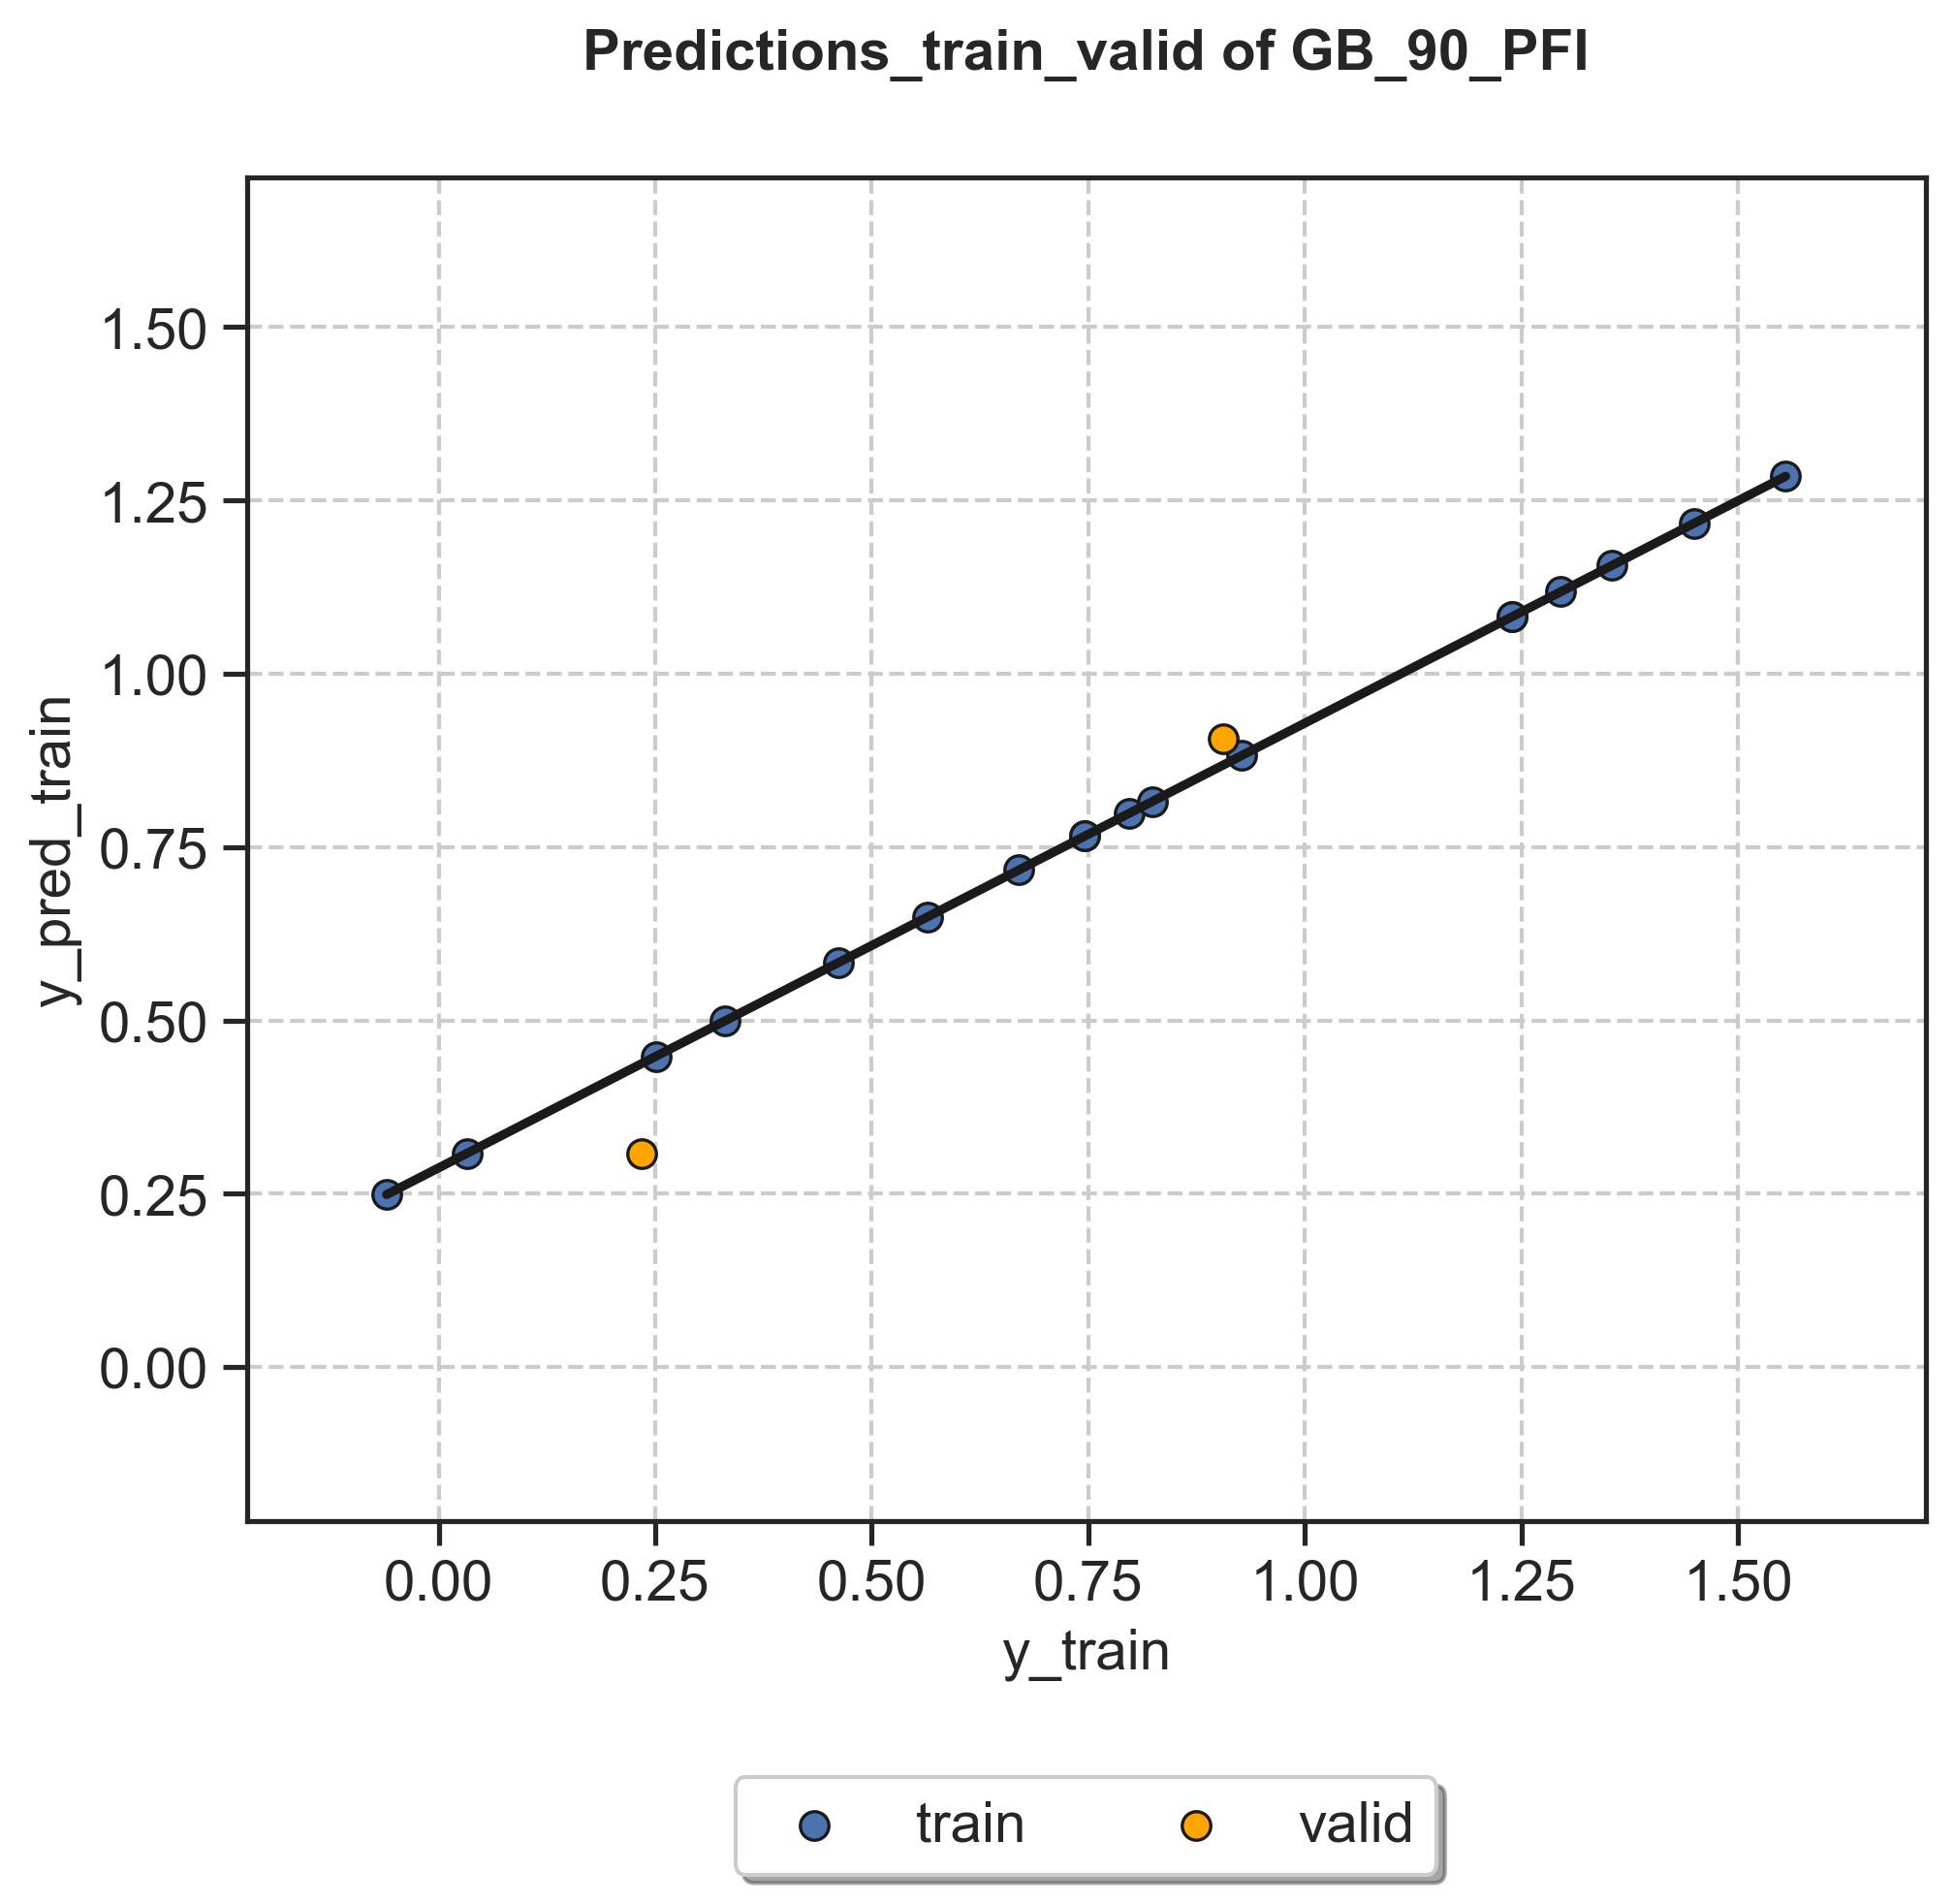 Predictions_train_valid of GB_90_PFI
1.50
1.25
1.00
0.75
0.50
0.25
0.00
y_pred_train
0.00 0.25 0.50 0.75 1.00 1.25 1.50
y_train
train valid